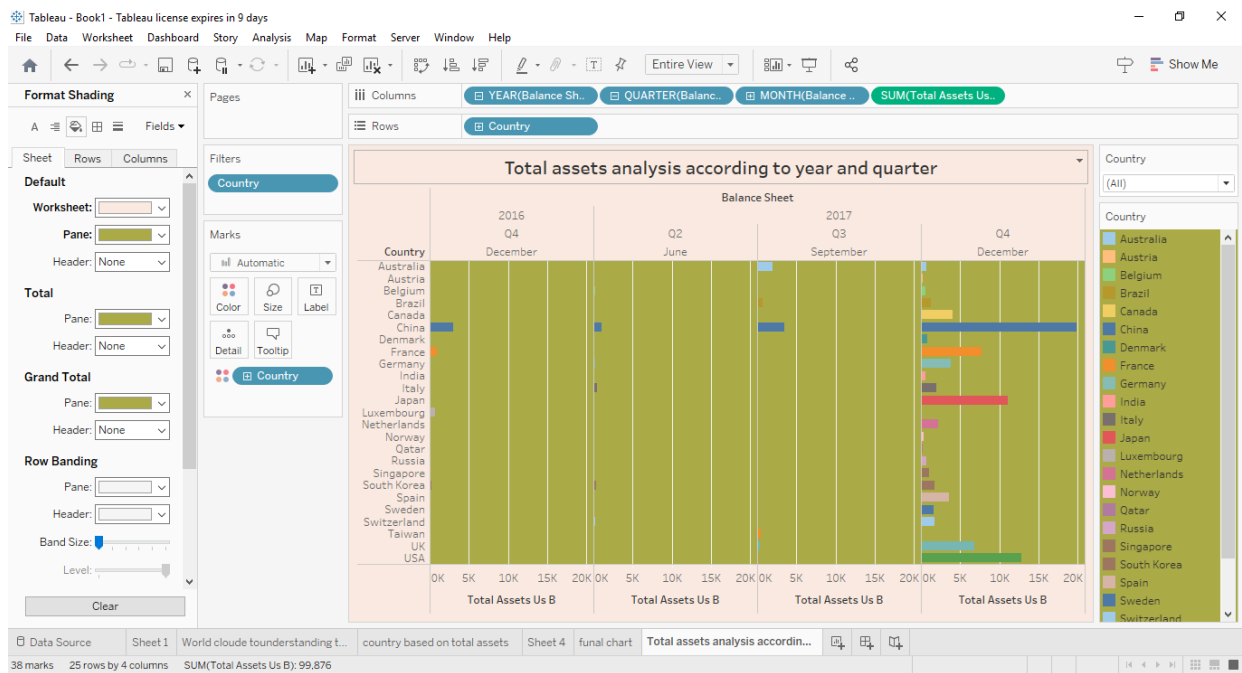 Tableau - Book1 - Tableau license expires in 9 days
File Data Worksheet Dashboard Story Analysis Map Format Server Window Help
Entire View
Show Me
Format Shading
Fields
Sheet Rows Columns
Default
Worksheet:
Pane:
Header: None
Total
Pane:
Header: None
Grand Total
Pane:
Header: None
Row Banding
Pane:
Header:
Band Size:
Level:
Clear
Pages
Filters
Country
Marks
Automatic
Color Size Label
Detail Tooltip
Country
Columns YEAR(Balance Sh.. QUARTER(Balanc.. MONTH(Balance .. SUM(Total Assets Us..
Rows Country
Total assets analysis according to year and quarter
Balance Sheet
2016 2017
Q4 Q2 Q3 Q4
Country December June September December
Australia
Austria
Belgium
Brazil
Canada
China
Denmark
France
Germany
India
Italy
Japan
Luxembourg
Netherlands
Norway
Qatar
Russia
Singapore
South Korea
Spain
Sweden
Switzerland
Taiwan
UK
USA
0K 5K 10K 15K 20K 0K 5K 10K 15K 20K 0K 5K 10K 15K 20K 0K 5K 10K 15K 20K
Total Assets Us B Total Assets Us B Total Assets Us B Total Assets Us B
Country
(All)
Country
Australia
Austria
Belgium
Brazil
Canada
China
Denmark
France
Germany
India
Italy
Japan
Luxembourg
Netherlands
Norway
Qatar
Russia
Singapore
South Korea
Spain
Sweden
Switzerland
Data Source Sheet 1 World cloude tounderstanding t... country based on total assets Sheet 4 funal chart Total assets analysis accordin...
38 marks 25 rows by 4 columns SUM(Total Assets Us B): 99,876